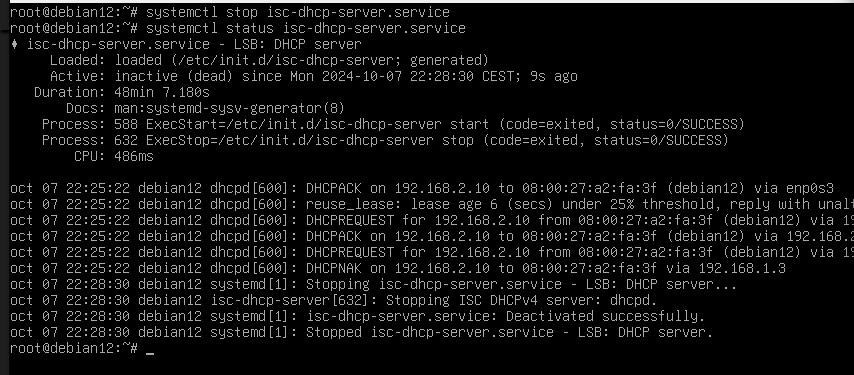 root@debian12:~# systemctl stop isc-dhcp-server.service
root@debian12:~# systemctl status isc-dhcp-server.service
♦ isc-dhcp-server.service - LSB: DHCP server
Loaded: loaded (/etc/init.d/isc-dhcp-server; generated)
Active: inactive (dead) since Mon 2024-10-07 22:28:30 CEST; 9s ago
Duration: 48min 7.180s
Docs: man:systemd-sysv-generator(8)
Process: 588 ExecStart=/etc/init.d/isc-dhcp-server start (code=exited, status=0/SUCCESS)
Process: 632 ExecStop=/etc/init.d/isc-dhcp-server stop (code=exited, status=0/SUCCESS)
CPU: 486ms
oct 07 22:25:22 debian12 dhcpd[600]: DHCPACK on 192.168.2.10 to 08:00:27:a2:fa:3f (debian12) via enp0s3
oct 07 22:25:22 debian12 dhcpd[600]: reuse_lease: lease age 6 (secs) under 25% threshold, reply with unalt
oct 07 22:25:22 debian12 dhcpd[600]: DHCPREQUEST for 192.168.2.10 from 08:00:27:a2:fa:3f (debian12) via 19
oct 07 22:25:22 debian12 dhcpd[600]: DHCPACK on 192.168.2.10 to 08:00:27:a2:fa:3f (debian12) via 192.168.2
oct 07 22:25:22 debian12 dhcpd[600]: DHCPREQUEST for 192.168.2.10 from 08:00:27:a2:fa:3f (debian12) via 19
oct 07 22:25:22 debian12 dhcpd[600]: DHCPNAK on 192.168.2.10 to 08:00:27:a2:fa:3f via 192.168.1.3
oct 07 22:28:30 debian12 systemd[1]: Stopping isc-dhcp-server.service - LSB: DHCP server...
oct 07 22:28:30 debian12 isc-dhcp-server[632]: Stopping ISC DHCPv4 server: dhcpd.
oct 07 22:28:30 debian12 systemd[1]: isc-dhcp-server.service: Deactivated successfully.
oct 07 22:28:30 debian12 systemd[1]: Stopped isc-dhcp-server.service - LSB: DHCP server.
root@debian12:~# _